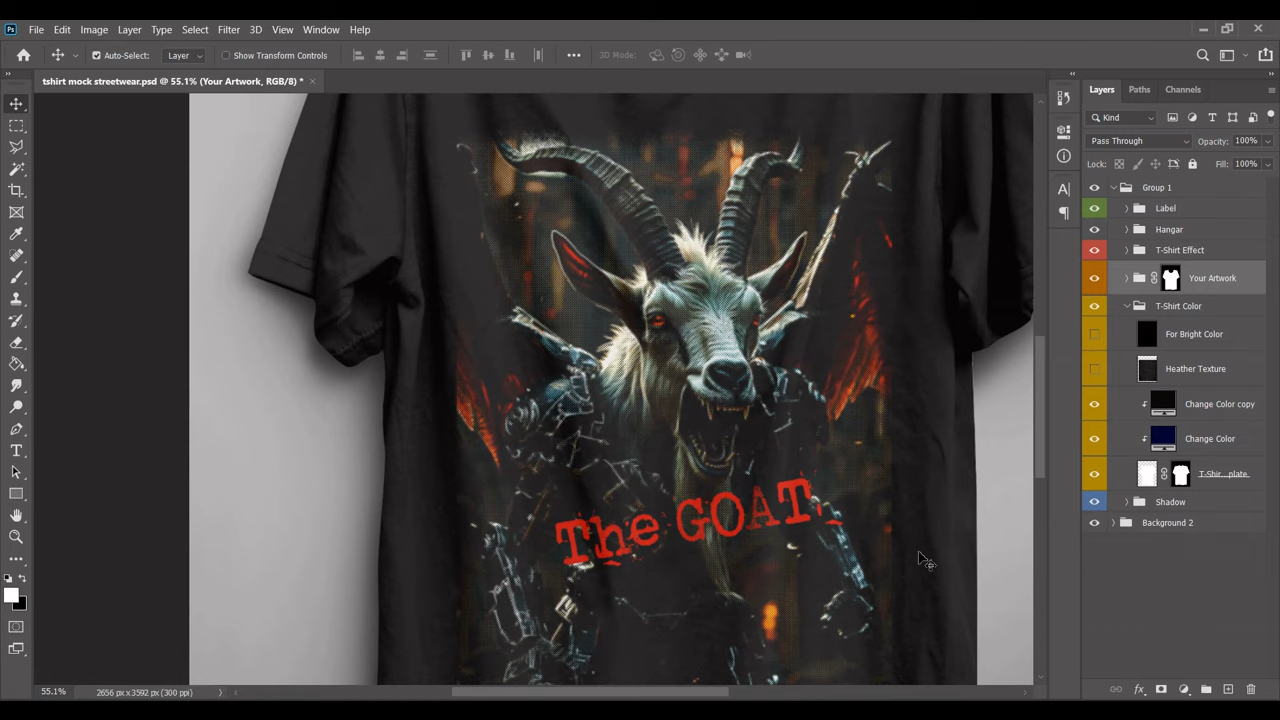 Ps File Edit Image Layer Type Select Filter 3D View Window Help
Auto-Select: Layer Show Transform Controls 3D Mode:
tshirt mock streetwear.psd @ 55.1% (Your Artwork, RGB/8) *
Layers Paths Channels
Kind
Pass Through Opacity: 100%
Lock: Fill: 100%
Group 1
Label
Hangar
T-Shirt Effect
Your Artwork
T-Shirt Color
For Bright Color
Heather Texture
Change Color copy
Change Color
T-Shir...plate
Shadow
Background 2
The GOAT.
55.1% 2656 px x 3592 px (300 ppi)